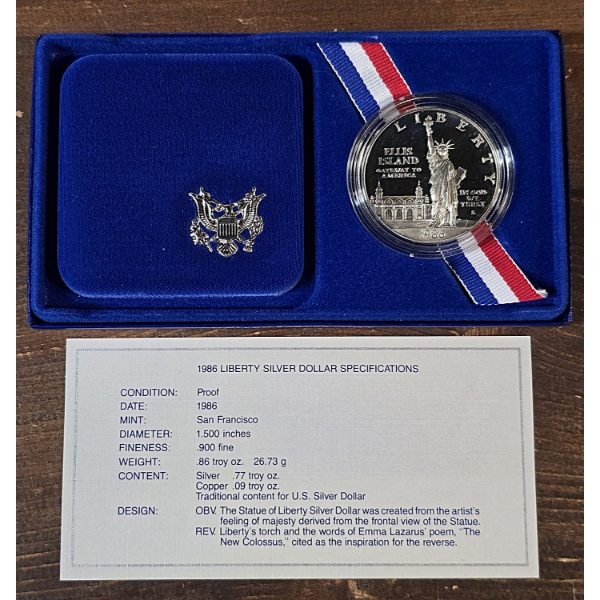 LIBERTY
ELLIS
ISLAND
GATEWAY TO
AMERICA
IN GOD
WE
TRUST
S
1986
1986 LIBERTY SILVER DOLLAR SPECIFICATIONS
CONDITION: Proof
DATE: 1986
MINT: San Francisco
DIAMETER: 1.500 inches
FINENESS: .900 fine
WEIGHT: .86 troy oz. 26.73 g
CONTENT: Silver .77 troy oz.
Copper .09 troy oz.
Traditional content for U.S. Silver Dollar
DESIGN: OBV. The Statue of Liberty Silver Dollar was created from the artist's
feeling of majesty derived from the frontal view of the Statue.
REV. Liberty's torch and the words of Emma Lazarus' poem, "The
New Colossus," cited as the inspiration for the reverse.